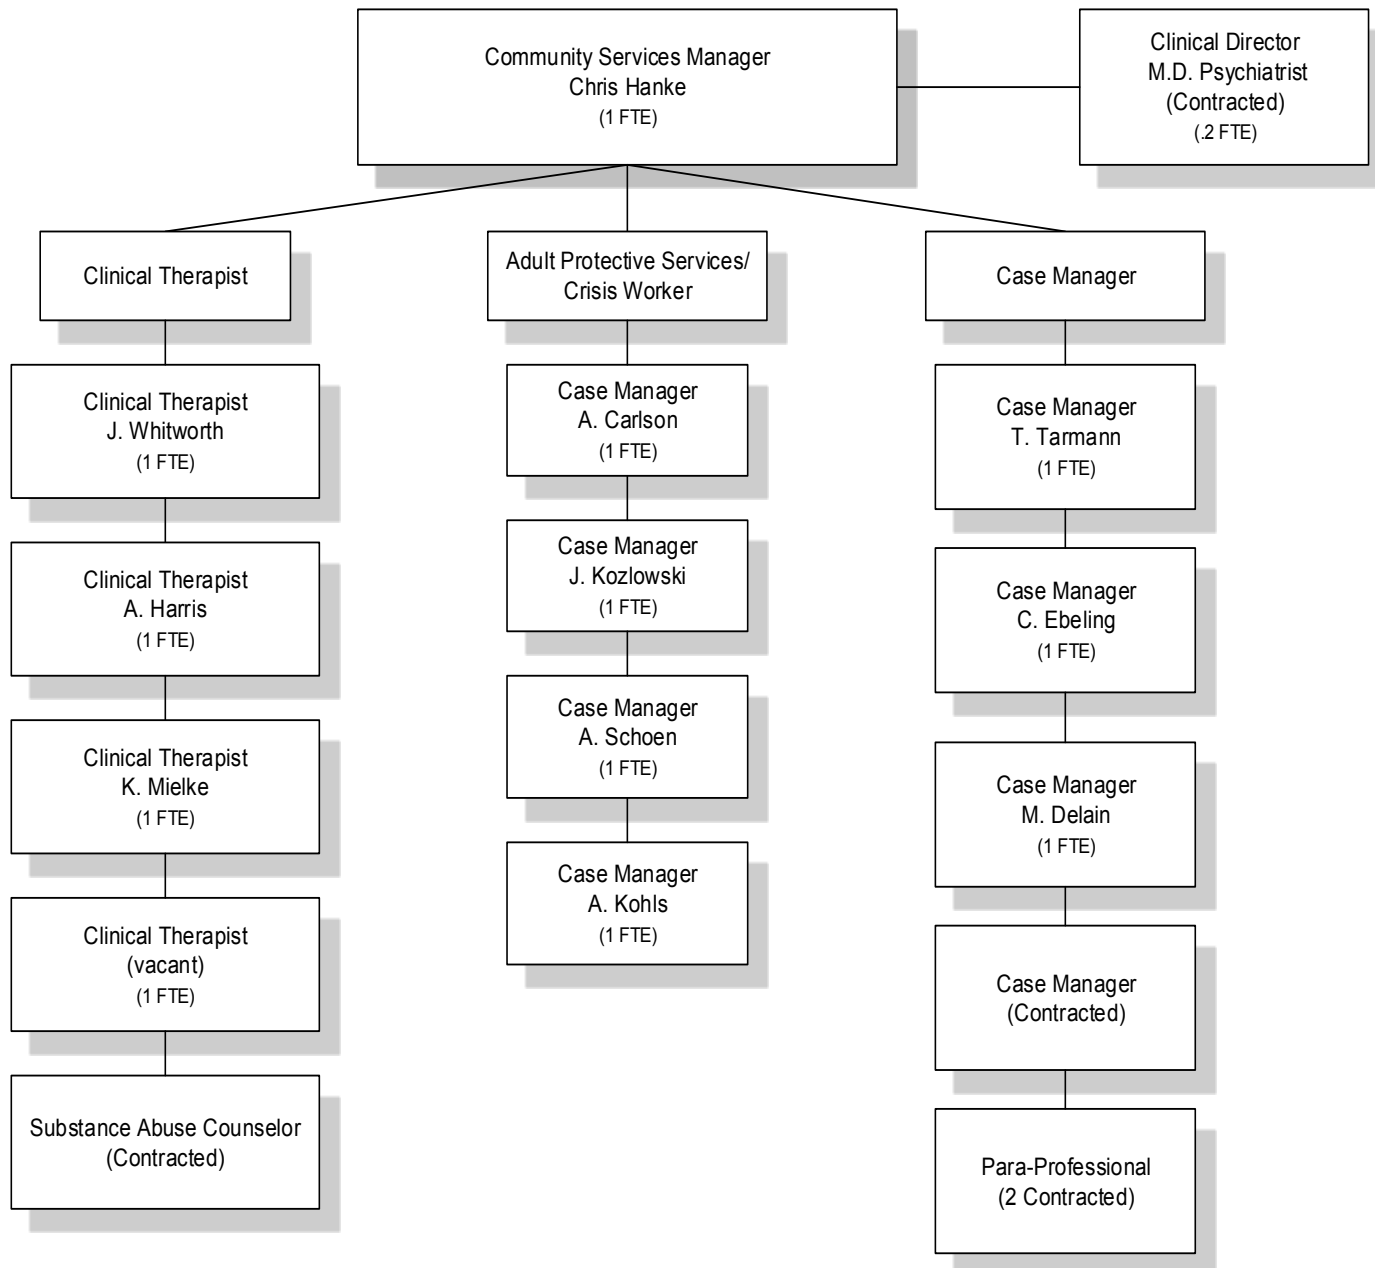 Community Services Manager
Chris Hanke
(1 FTE)
Clinical Director
M.D. Psychiatrist
(Contracted)
(.2 FTE)
Clinical Therapist
Clinical Therapist
J. Whitworth
(1 FTE)
Clinical Therapist
A. Harris
(1 FTE)
Clinical Therapist
K. Mielke
(1 FTE)
Clinical Therapist
(vacant)
(1 FTE)
Substance Abuse Counselor
(Contracted)
Adult Protective Services/
Crisis Worker
Case Manager
A. Carlson
(1 FTE)
Case Manager
J. Kozlowski
(1 FTE)
Case Manager
A. Schoen
(1 FTE)
Case Manager
A. Kohls
(1 FTE)
Case Manager
Case Manager
T. Tarmann
(1 FTE)
Case Manager
C. Ebeling
(1 FTE)
Case Manager
M. Delain
(1 FTE)
Case Manager
(Contracted)
Para-Professional
(2 Contracted)